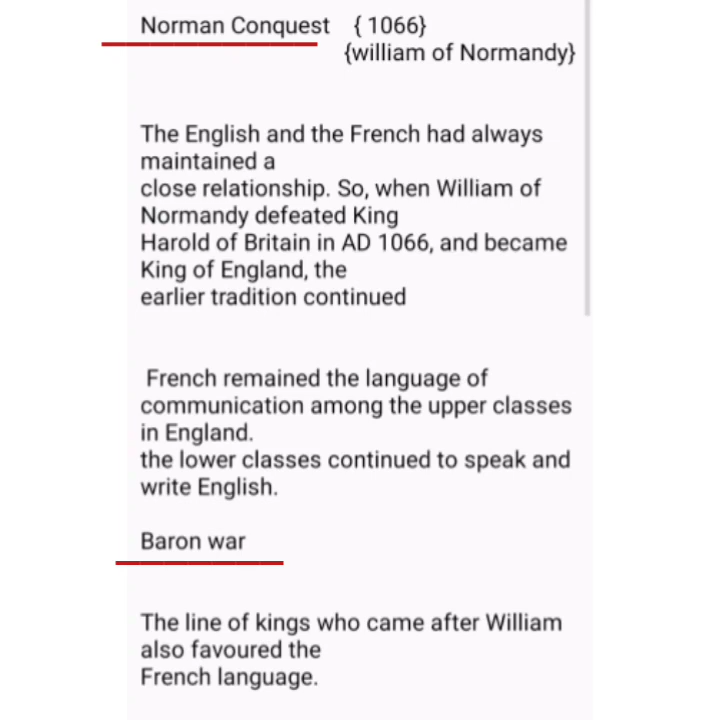 Norman Conquest { 1066}
{william of Normandy}
The English and the French had always
maintained a
close relationship. So, when William of
Normandy defeated King
Harold of Britain in AD 1066, and became
King of England, the
earlier tradition continued
French remained the language of
communication among the upper classes
in England.
the lower classes continued to speak and
write English.
Baron war
The line of kings who came after William
also favoured the
French language.